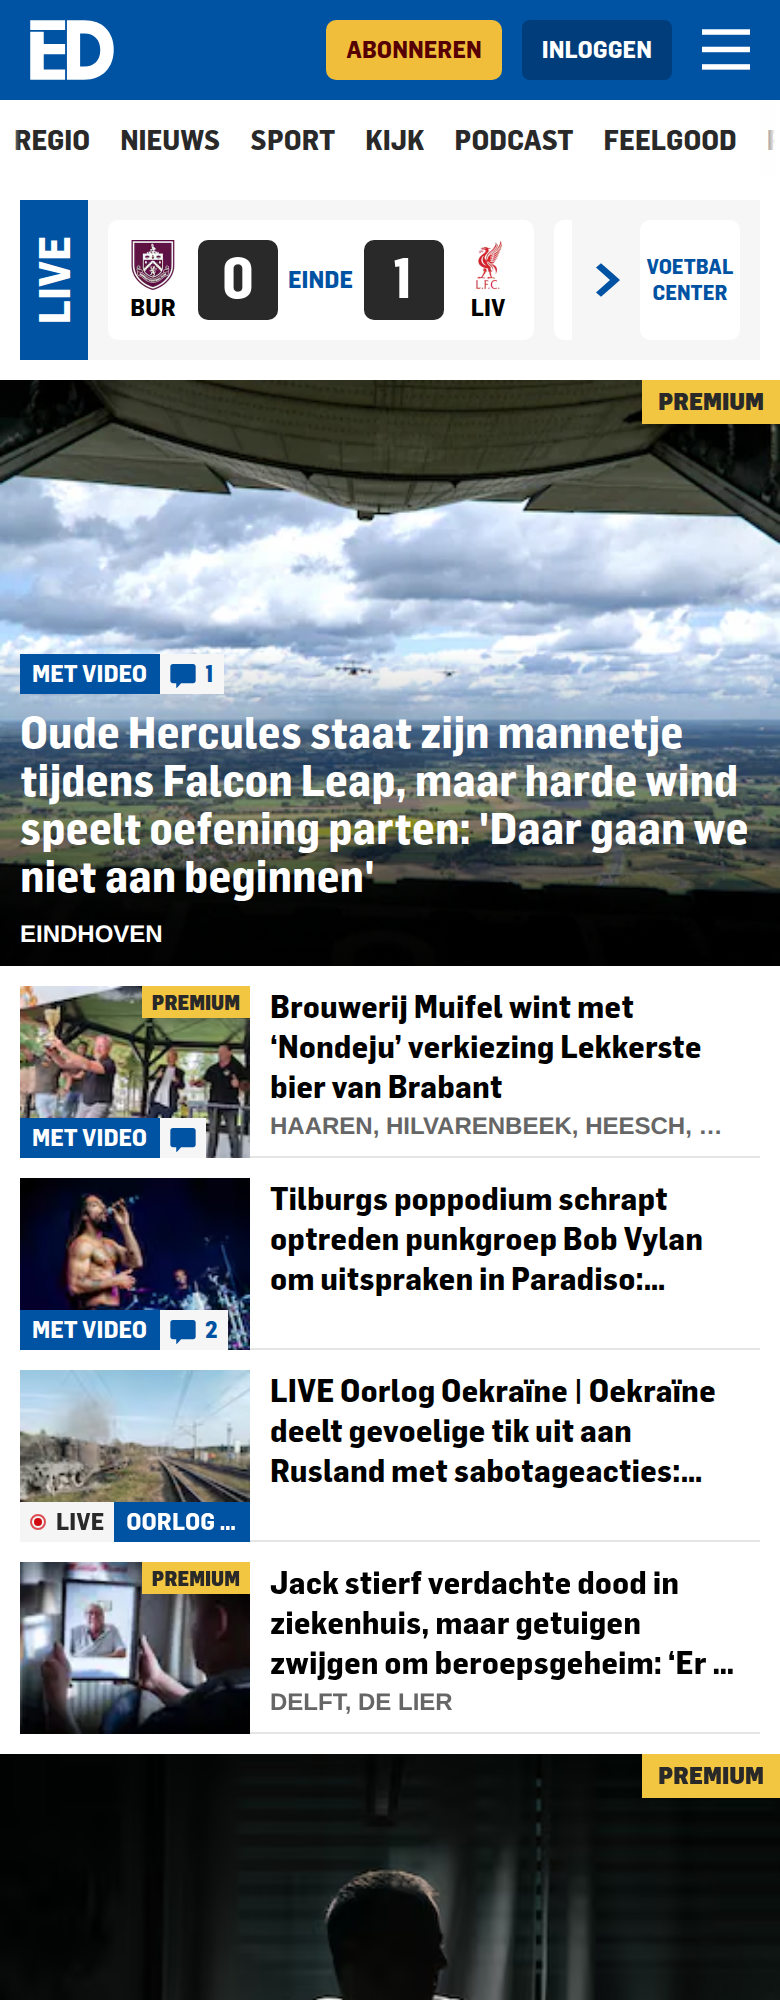 ED
ABONNEREN
INLOGGEN
REGIO NIEUWS SPORT KIJK PODCAST FEELGOOD
LIVE
BUR
0
EINDE
1
L.F.C.
LIV
VOETBAL
CENTER
PREMIUM
MET VIDEO
1
Oude Hercules staat zijn mannetje
tijdens Falcon Leap, maar harde wind
speelt oefening parten: 'Daar gaan we
niet aan beginnen'
EINDHOVEN
PREMIUM
MET VIDEO
Brouwerij Muifel wint met
‘Nondeju’ verkiezing Lekkerste
bier van Brabant
HAAREN, HILVARENBEEK, HEESCH, ...
MET VIDEO
2
Tilburgs poppodium schrapt
optreden punkgroep Bob Vylan
om uitspraken in Paradiso:...
LIVE
OORLOG ...
LIVE Oorlog Oekraïne | Oekraïne
deelt gevoelige tik uit aan
Rusland met sabotageacties:...
PREMIUM
Jack stierf verdachte dood in
ziekenhuis, maar getuigen
zwijgen om beroepsgeheim: ‘Er ...
DELFT, DE LIER
PREMIUM